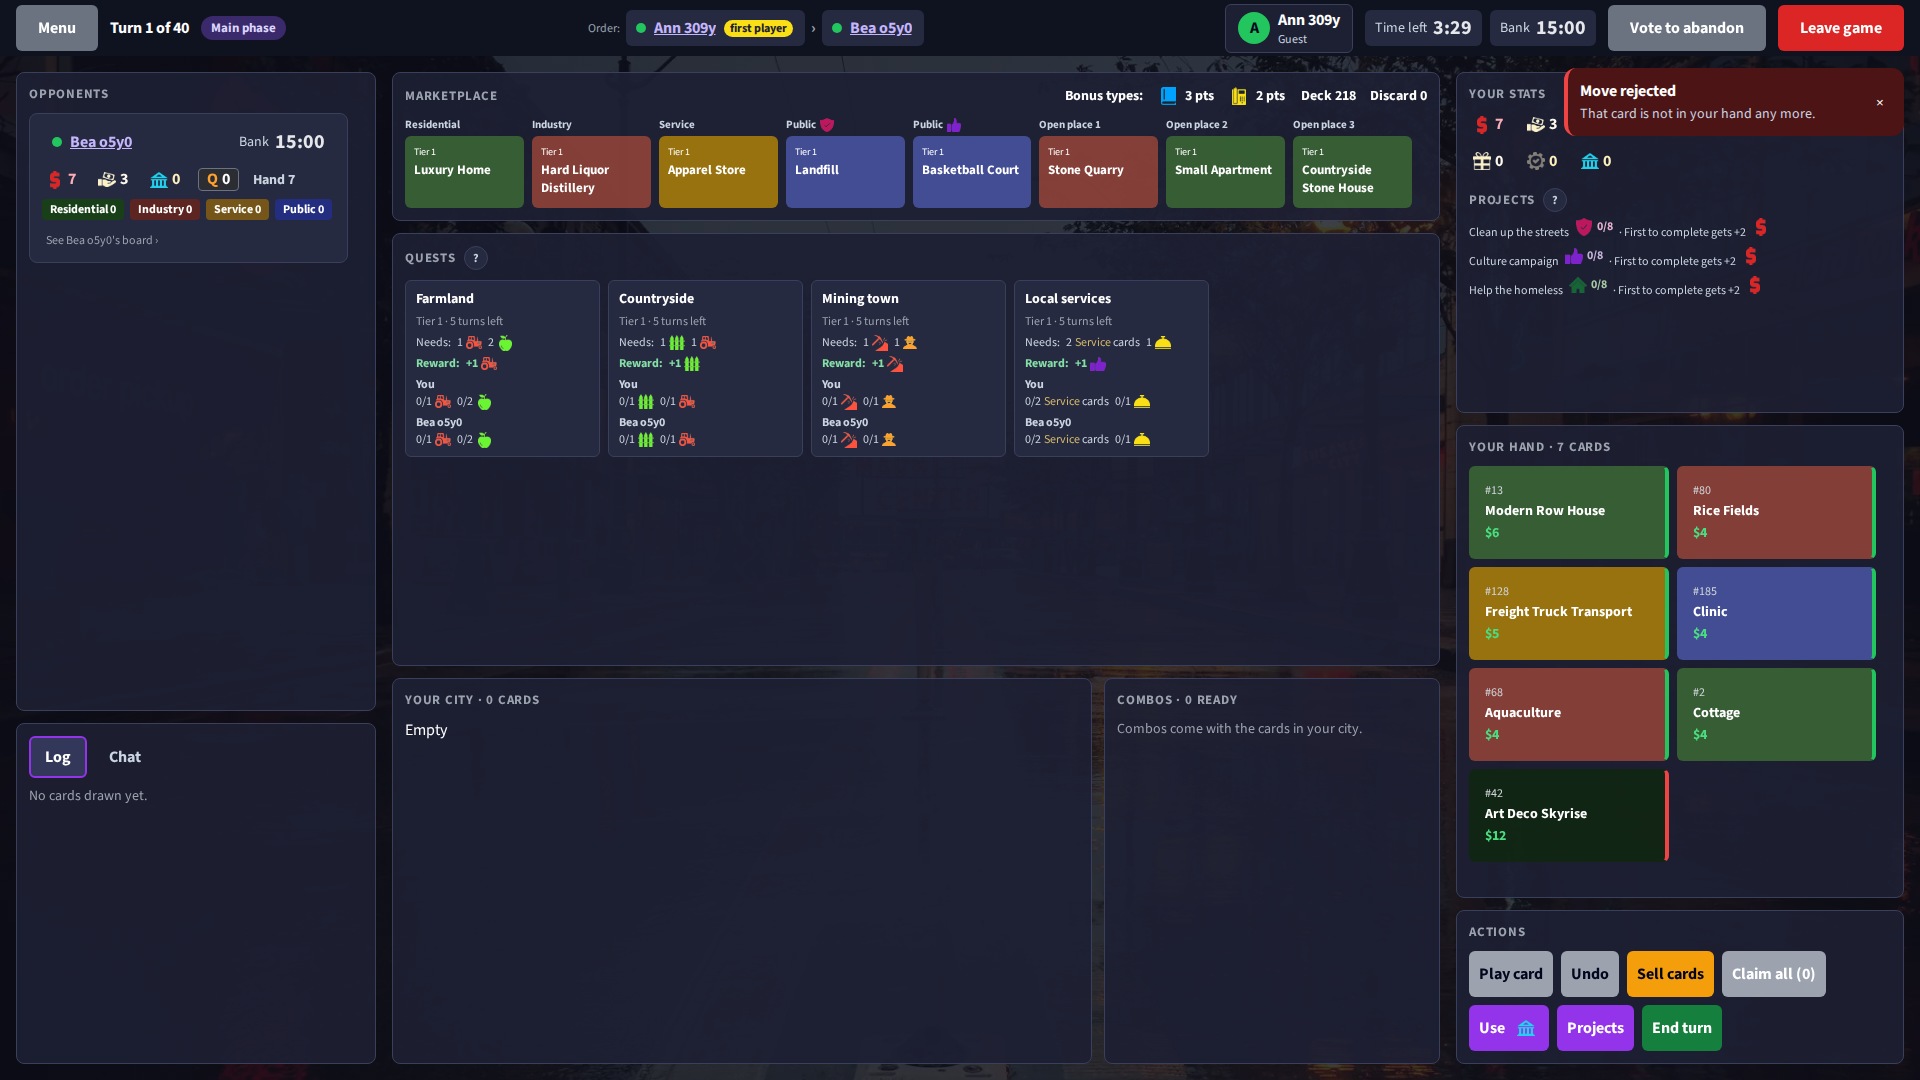 Menu
Turn 1 of 40
Main phase
Order:
Ann 309y
first player
›
Bea o5y0
A
Ann 309y
Guest
Time left 3:29
Bank 15:00
Vote to abandon
Leave game
OPPONENTS
Bea o5y0
Bank 15:00
7
3
0
Q 0
Hand 7
Residential 0
Industry 0
Service 0
Public 0
See Bea o5y0's board ›
Log
Chat
No cards drawn yet.
MARKETPLACE
Bonus types:
3 pts
2 pts
Deck 218
Discard 0
Residential
Tier 1
Luxury Home
Industry
Tier 1
Hard Liquor
Distillery
Service
Tier 1
Apparel Store
Public
Tier 1
Landfill
Public
Tier 1
Basketball Court
Open place 1
Tier 1
Stone Quarry
Open place 2
Tier 1
Small Apartment
Open place 3
Tier 1
Countryside
Stone House
QUESTS
?
Farmland
Tier 1 · 5 turns left
Needs: 1 2
Reward: +1
You
0/1 0/2
Bea o5y0
0/1 0/2
Countryside
Tier 1 · 5 turns left
Needs: 1 1
Reward: +1
You
0/1 0/1
Bea o5y0
0/1 0/1
Mining town
Tier 1 · 5 turns left
Needs: 1 1
Reward: +1
You
0/1 0/1
Bea o5y0
0/1 0/1
Local services
Tier 1 · 5 turns left
Needs: 2 Service cards 1
Reward: +1
You
0/2 Service cards 0/1
Bea o5y0
0/2 Service cards 0/1
YOUR CITY · 0 CARDS
Empty
COMBOS · 0 READY
Combos come with the cards in your city.
YOUR STATS
Move rejected
That card is not in your hand any more.
×
7
3
0
0
0
PROJECTS
?
Clean up the streets 0/8 · First to complete gets +2
Culture campaign 0/8 · First to complete gets +2
Help the homeless 0/8 · First to complete gets +2
YOUR HAND · 7 CARDS
#13
Modern Row House
$6
#80
Rice Fields
$4
#128
Freight Truck Transport
$5
#185
Clinic
$4
#68
Aquaculture
$4
#2
Cottage
$4
#42
Art Deco Skyrise
$12
ACTIONS
Play card
Undo
Sell cards
Claim all (0)
Use
Projects
End turn